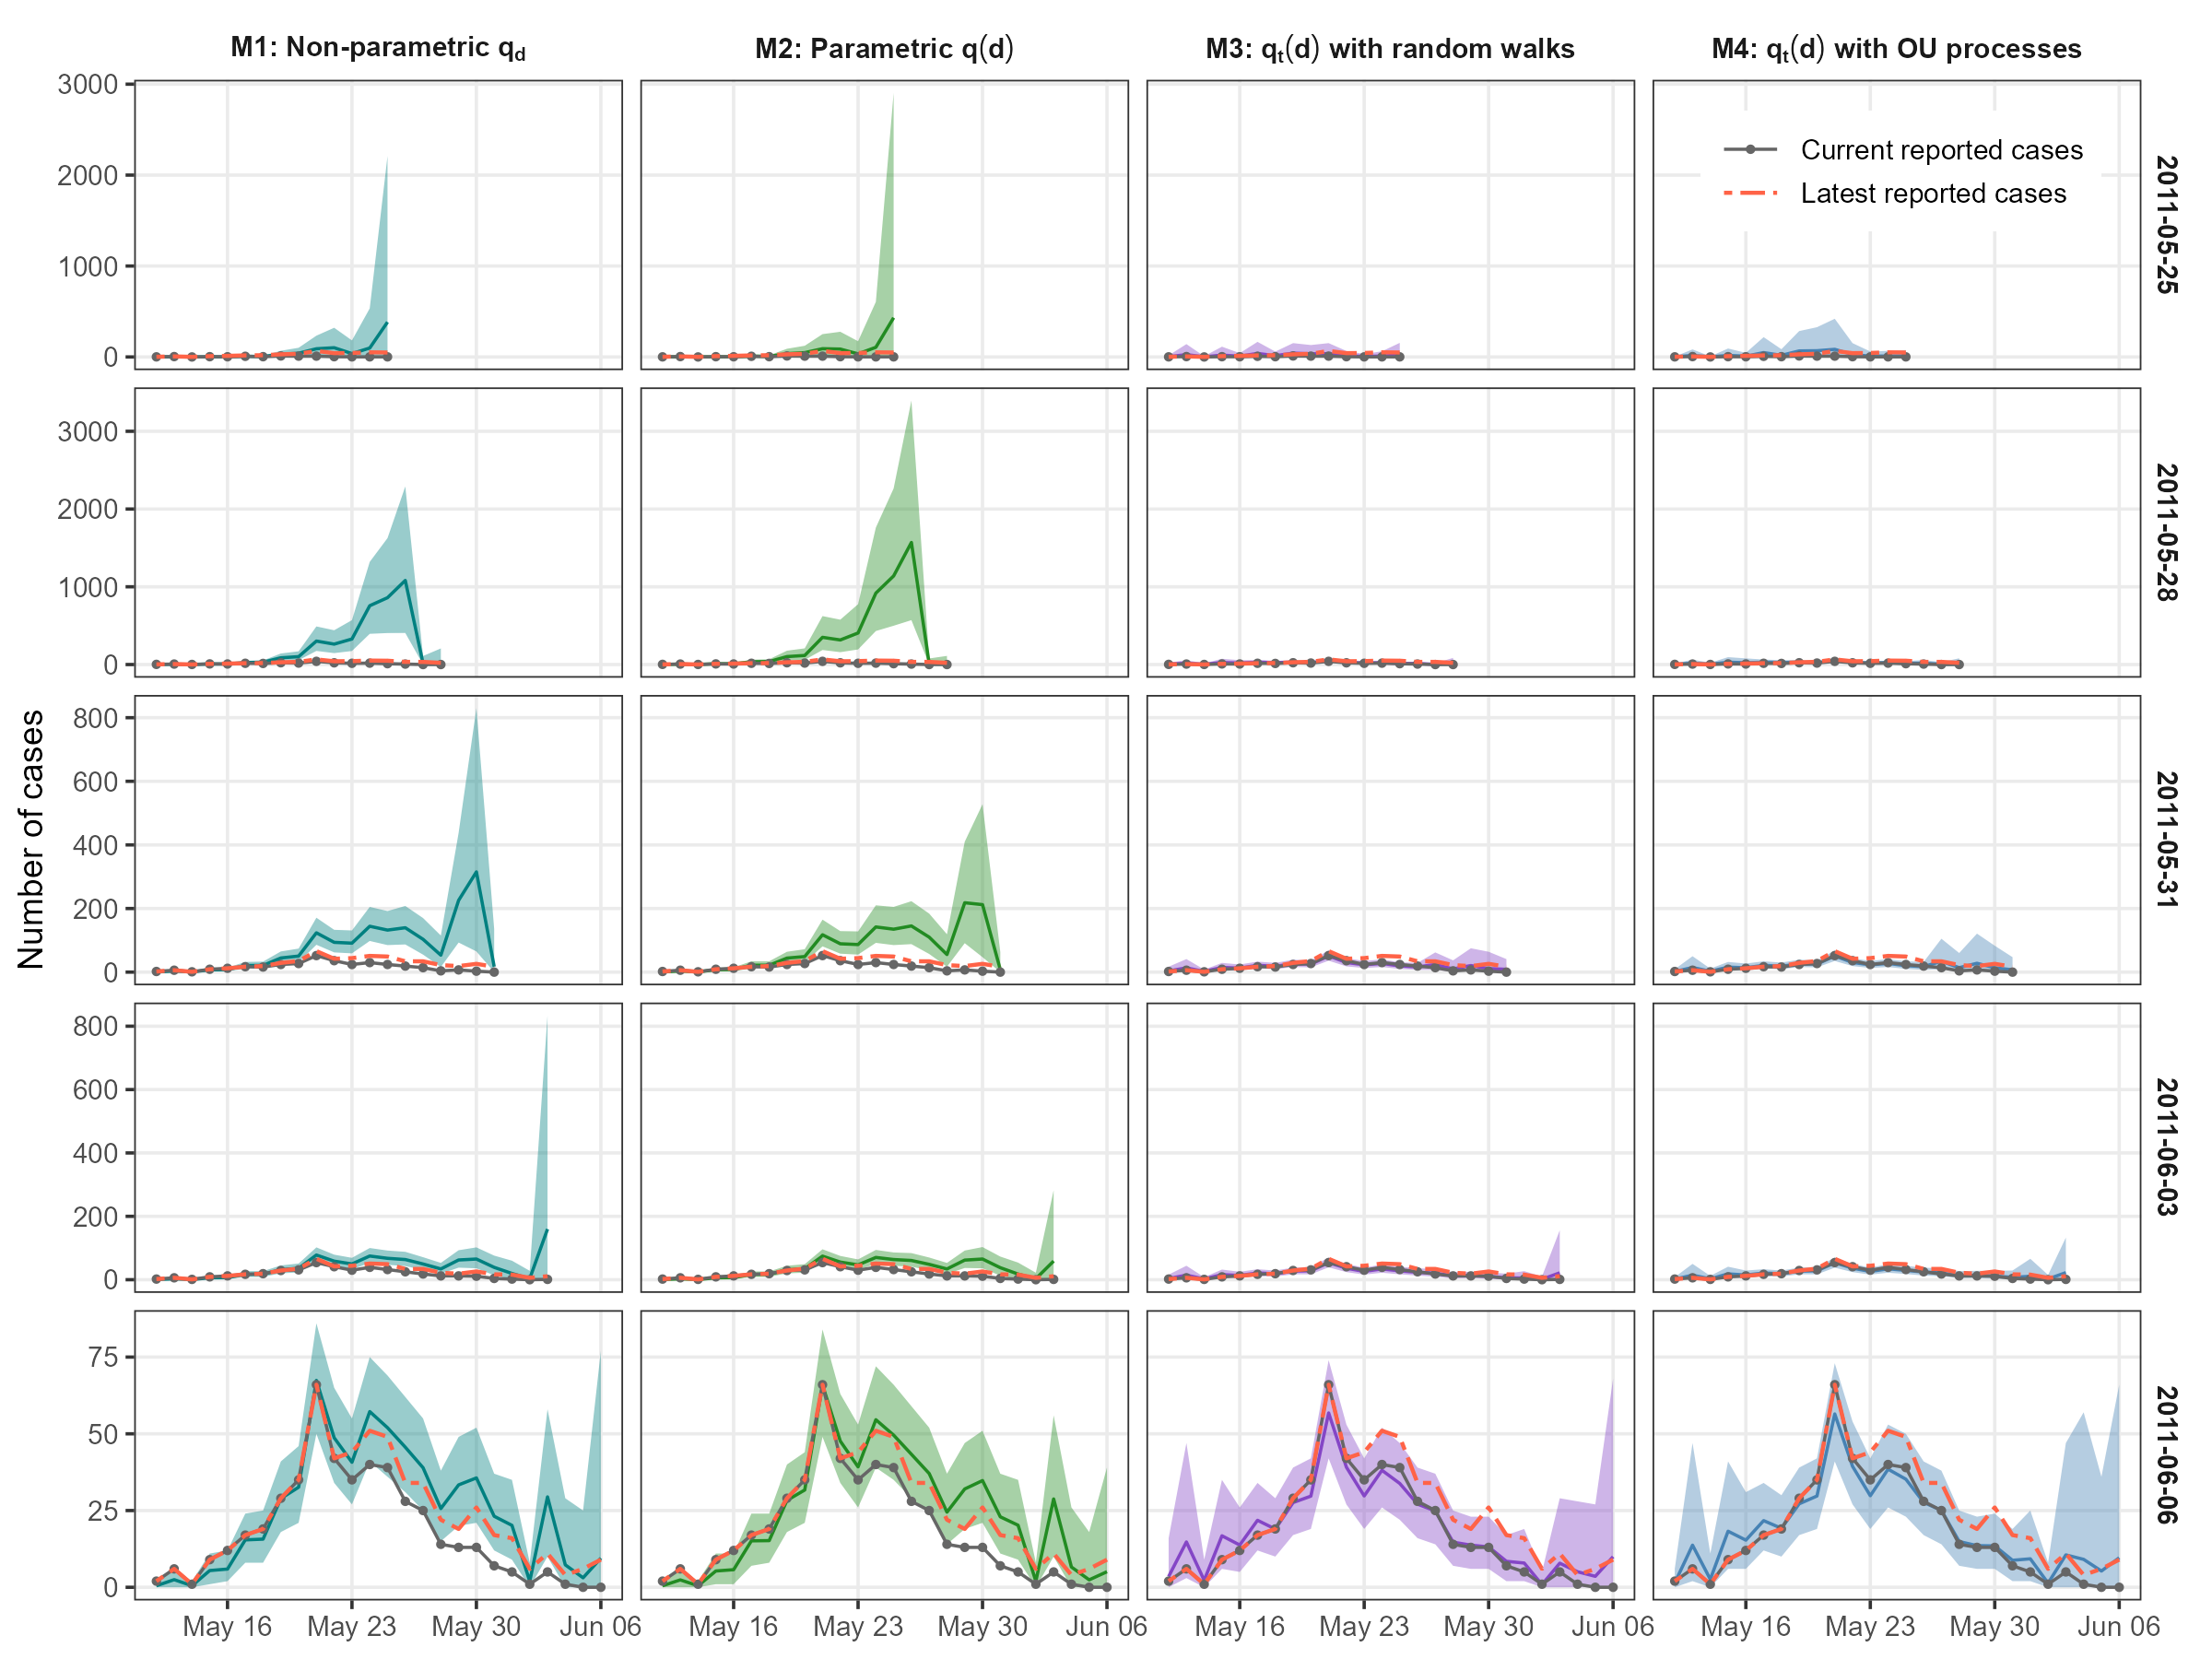 M1: Non-parametric qd
M2: Parametric q(d)
M3: qt(d) with random walks
M4: qt(d) with OU processes
Number of cases
3000
2000
1000
0
Current reported cases
Latest reported cases
2011-05-25
3000
2000
1000
0
2011-05-28
800
600
400
200
0
2011-05-31
800
600
400
200
0
2011-06-03
75
50
25
0
2011-06-06
May 16 May 23 May 30 Jun 06
May 16 May 23 May 30 Jun 06
May 16 May 23 May 30 Jun 06
May 16 May 23 May 30 Jun 06